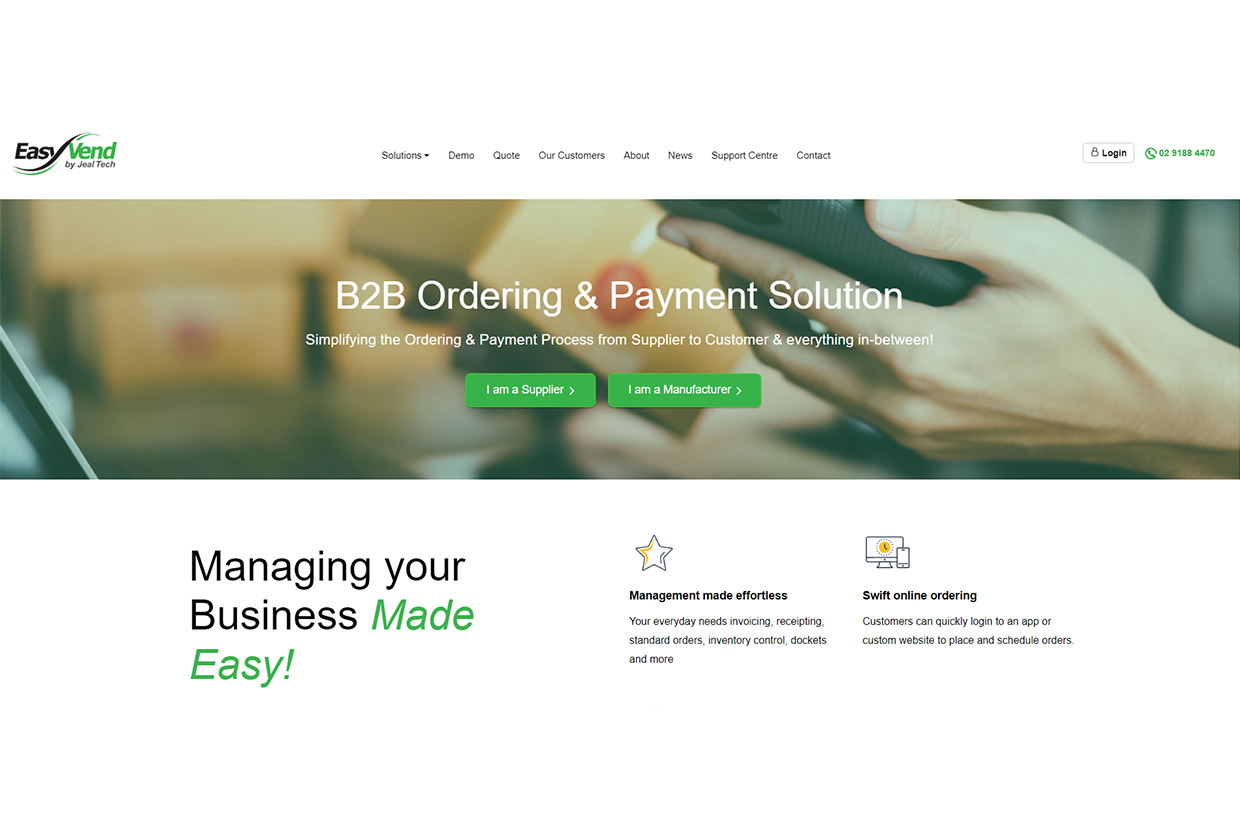 EasyVend
by Jeal Tech
Solutions Demo Quote Our Customers About News Support Centre Contact
Login 02 9188 4470
B2B Ordering & Payment Solution
Simplifying the Ordering & Payment Process from Supplier to Customer & everything in-between!
I am a Supplier
I am a Manufacturer
Managing your
Business Made
Easy!
Management made effortless
Your everyday needs invoicing, receipting,
standard orders, inventory control, dockets
and more
Swift online ordering
Customers can quickly login to an app or
custom website to place and schedule orders.